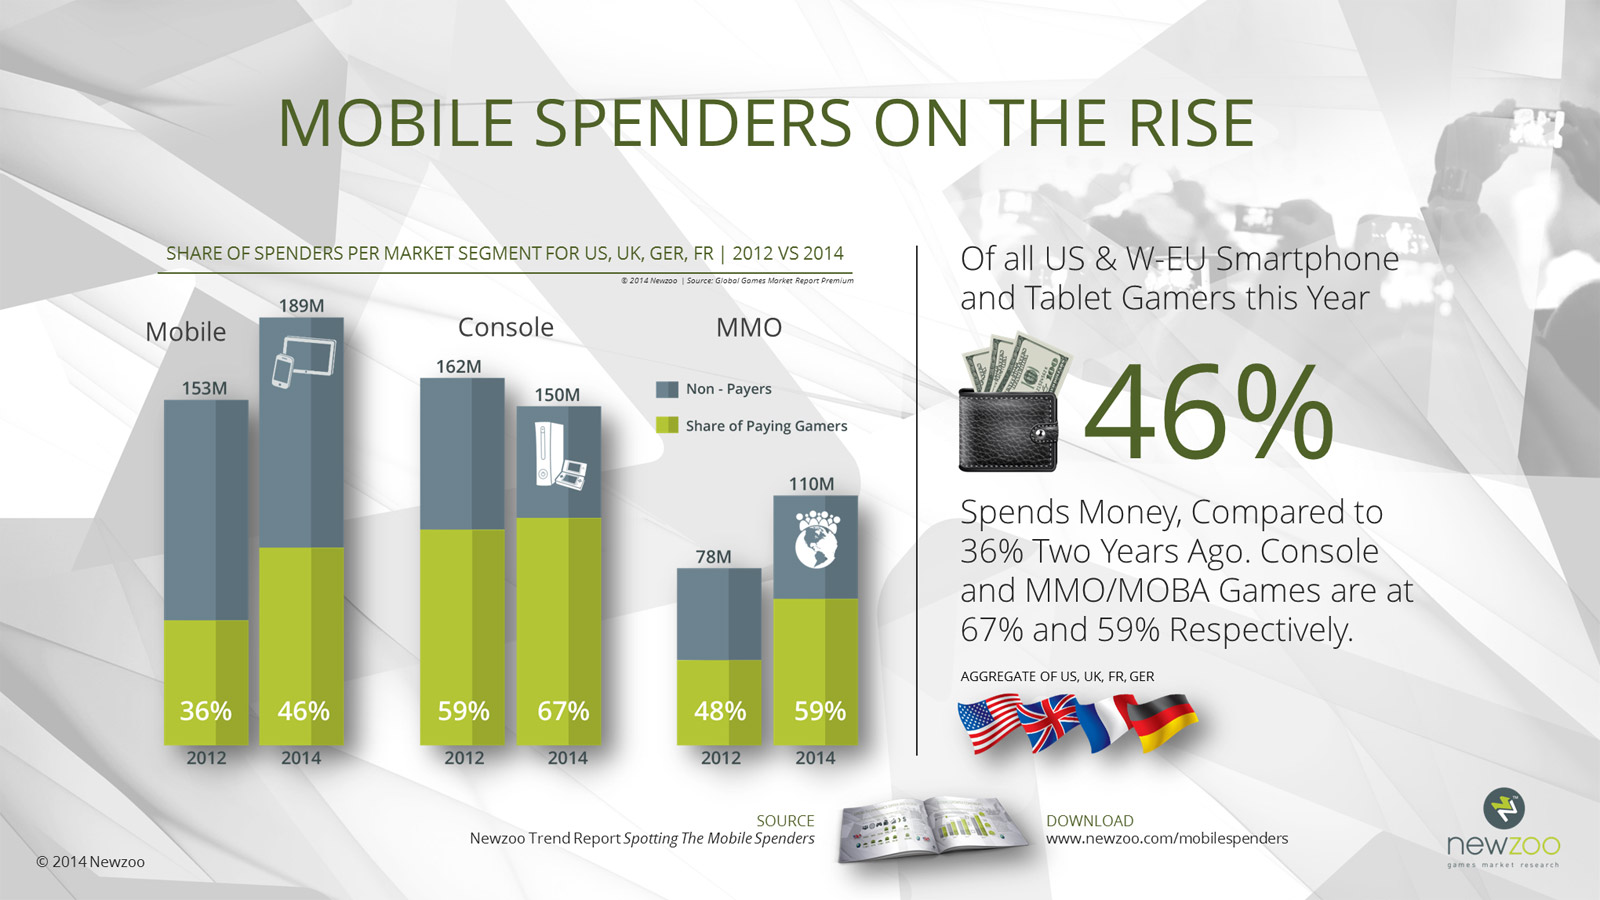 MOBILE SPENDERS ON THE RISE
SHARE OF SPENDERS PER MARKET SEGMENT FOR US, UK, GER, FR | 2012 VS 2014
© 2014 Newzoo | Source: Global Games Market Report Premium
Mobile
153M
189M
36%
46%
2012
2014
Console
162M
150M
59%
67%
2012
2014
MMO
Non - Payers
Share of Paying Gamers
78M
110M
48%
59%
2012
2014
Of all US & W-EU Smartphone
and Tablet Gamers this Year
46%
Spends Money, Compared to
36% Two Years Ago. Console
and MMO/MOBA Games are at
67% and 59% Respectively.
AGGREGATE OF US, UK, FR, GER
SOURCE
Newzoo Trend Report Spotting The Mobile Spenders
DOWNLOAD
www.newzoo.com/mobilespenders
© 2014 Newzoo
newzoo
games market research